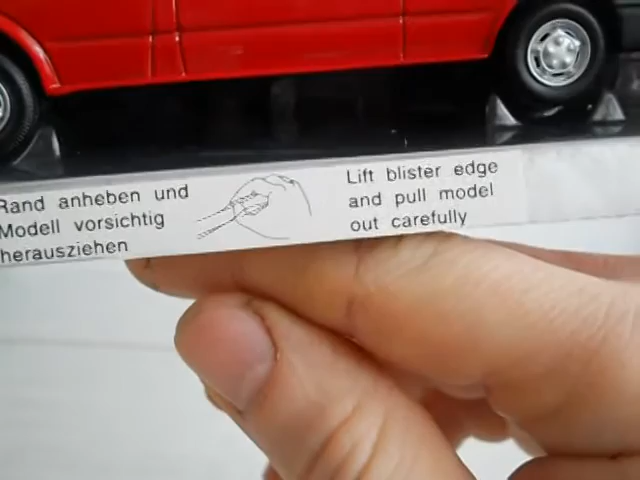 Rand anheben und
Modell vorsichtig
herausziehen
Lift blister edge
and pull model
out carefully